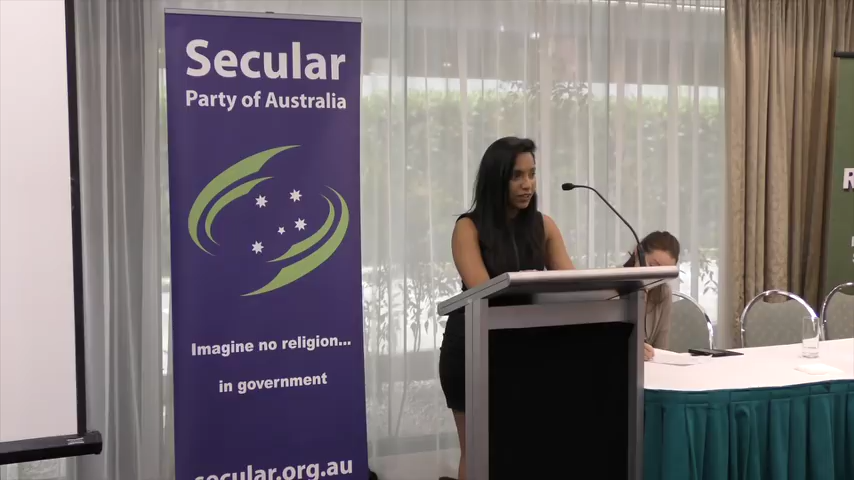 Secular
Party of Australia
Imagine no religion...
in government
secular.org.au
R